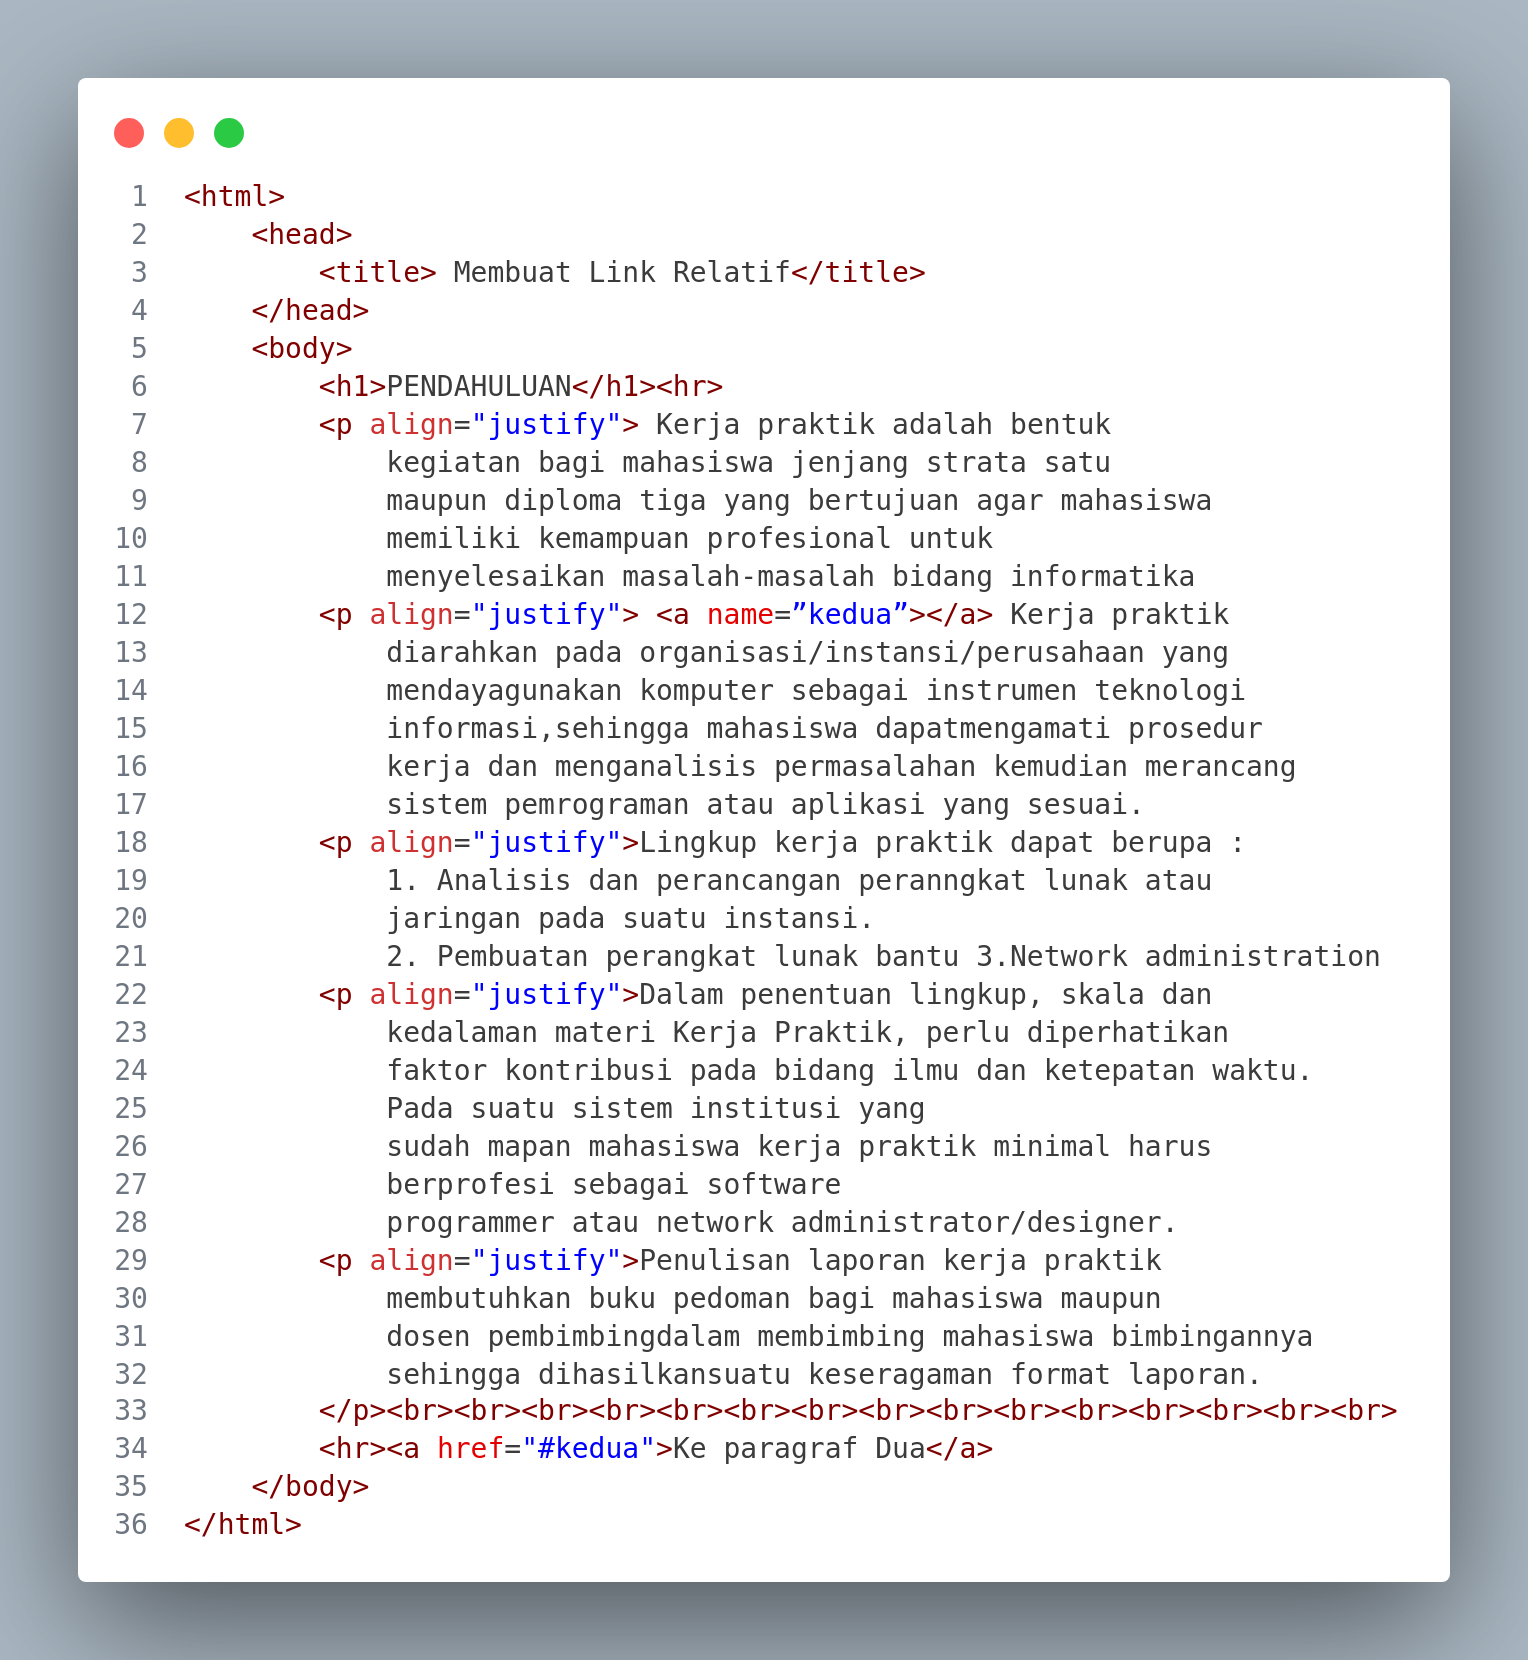 1 <html>
2     <head>
3         <title> Membuat Link Relatif</title>
4     </head>
5     <body>
6         <h1>PENDAHULUAN</h1><hr>
7         <p align="justify"> Kerja praktik adalah bentuk
8             kegiatan bagi mahasiswa jenjang strata satu
9             maupun diploma tiga yang bertujuan agar mahasiswa
10             memiliki kemampuan profesional untuk
11             menyelesaikan masalah-masalah bidang informatika
12         <p align="justify"> <a name=”kedua”></a> Kerja praktik
13             diarahkan pada organisasi/instansi/perusahaan yang
14             mendayagunakan komputer sebagai instrumen teknologi
15             informasi,sehingga mahasiswa dapatmengamati prosedur
16             kerja dan menganalisis permasalahan kemudian merancang
17             sistem pemrograman atau aplikasi yang sesuai.
18         <p align="justify">Lingkup kerja praktik dapat berupa :
19             1. Analisis dan perancangan peranngkat lunak atau
20             jaringan pada suatu instansi.
21             2. Pembuatan perangkat lunak bantu 3.Network administration
22         <p align="justify">Dalam penentuan lingkup, skala dan
23             kedalaman materi Kerja Praktik, perlu diperhatikan
24             faktor kontribusi pada bidang ilmu dan ketepatan waktu.
25             Pada suatu sistem institusi yang
26             sudah mapan mahasiswa kerja praktik minimal harus
27             berprofesi sebagai software
28             programmer atau network administrator/designer.
29         <p align="justify">Penulisan laporan kerja praktik
30             membutuhkan buku pedoman bagi mahasiswa maupun
31             dosen pembimbingdalam membimbing mahasiswa bimbingannya
32             sehingga dihasilkansuatu keseragaman format laporan.
33         </p><br><br><br><br><br><br><br><br><br><br><br><br><br><br><br>
34         <hr><a href="#kedua">Ke paragraf Dua</a>
35     </body>
36 </html>